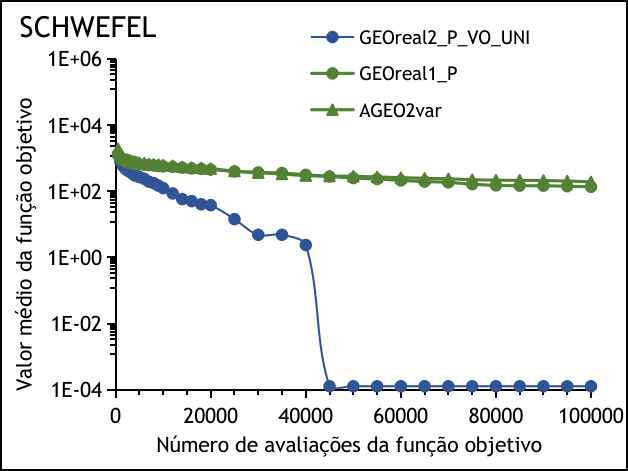 SCHWEFEL
GEOreal2_P_VO_UNI
GEOreal1_P
AGEO2var
Valor médio da função objetivo
1E+06
1E+04
1E+02
1E+00
1E-02
1E-04
0 20000 40000 60000 80000 100000
Número de avaliações da função objetivo